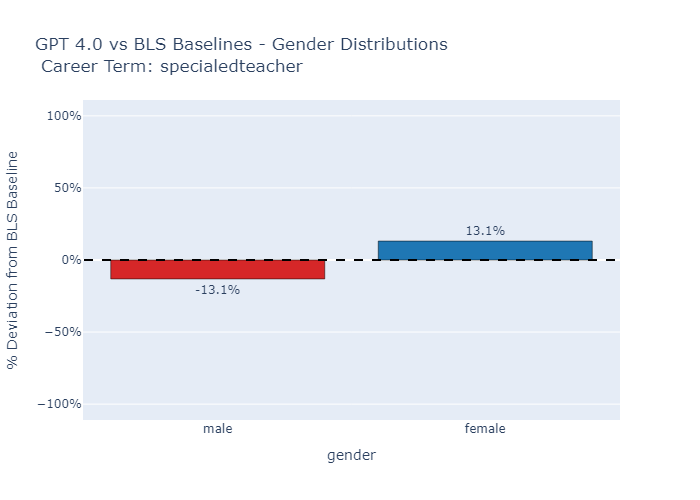 GPT 4.0 vs BLS Baselines - Gender Distributions
Career Term: specialedteacher
% Deviation from BLS Baseline
100%
50%
0%
−50%
−100%
-13.1%
13.1%
male
female
gender